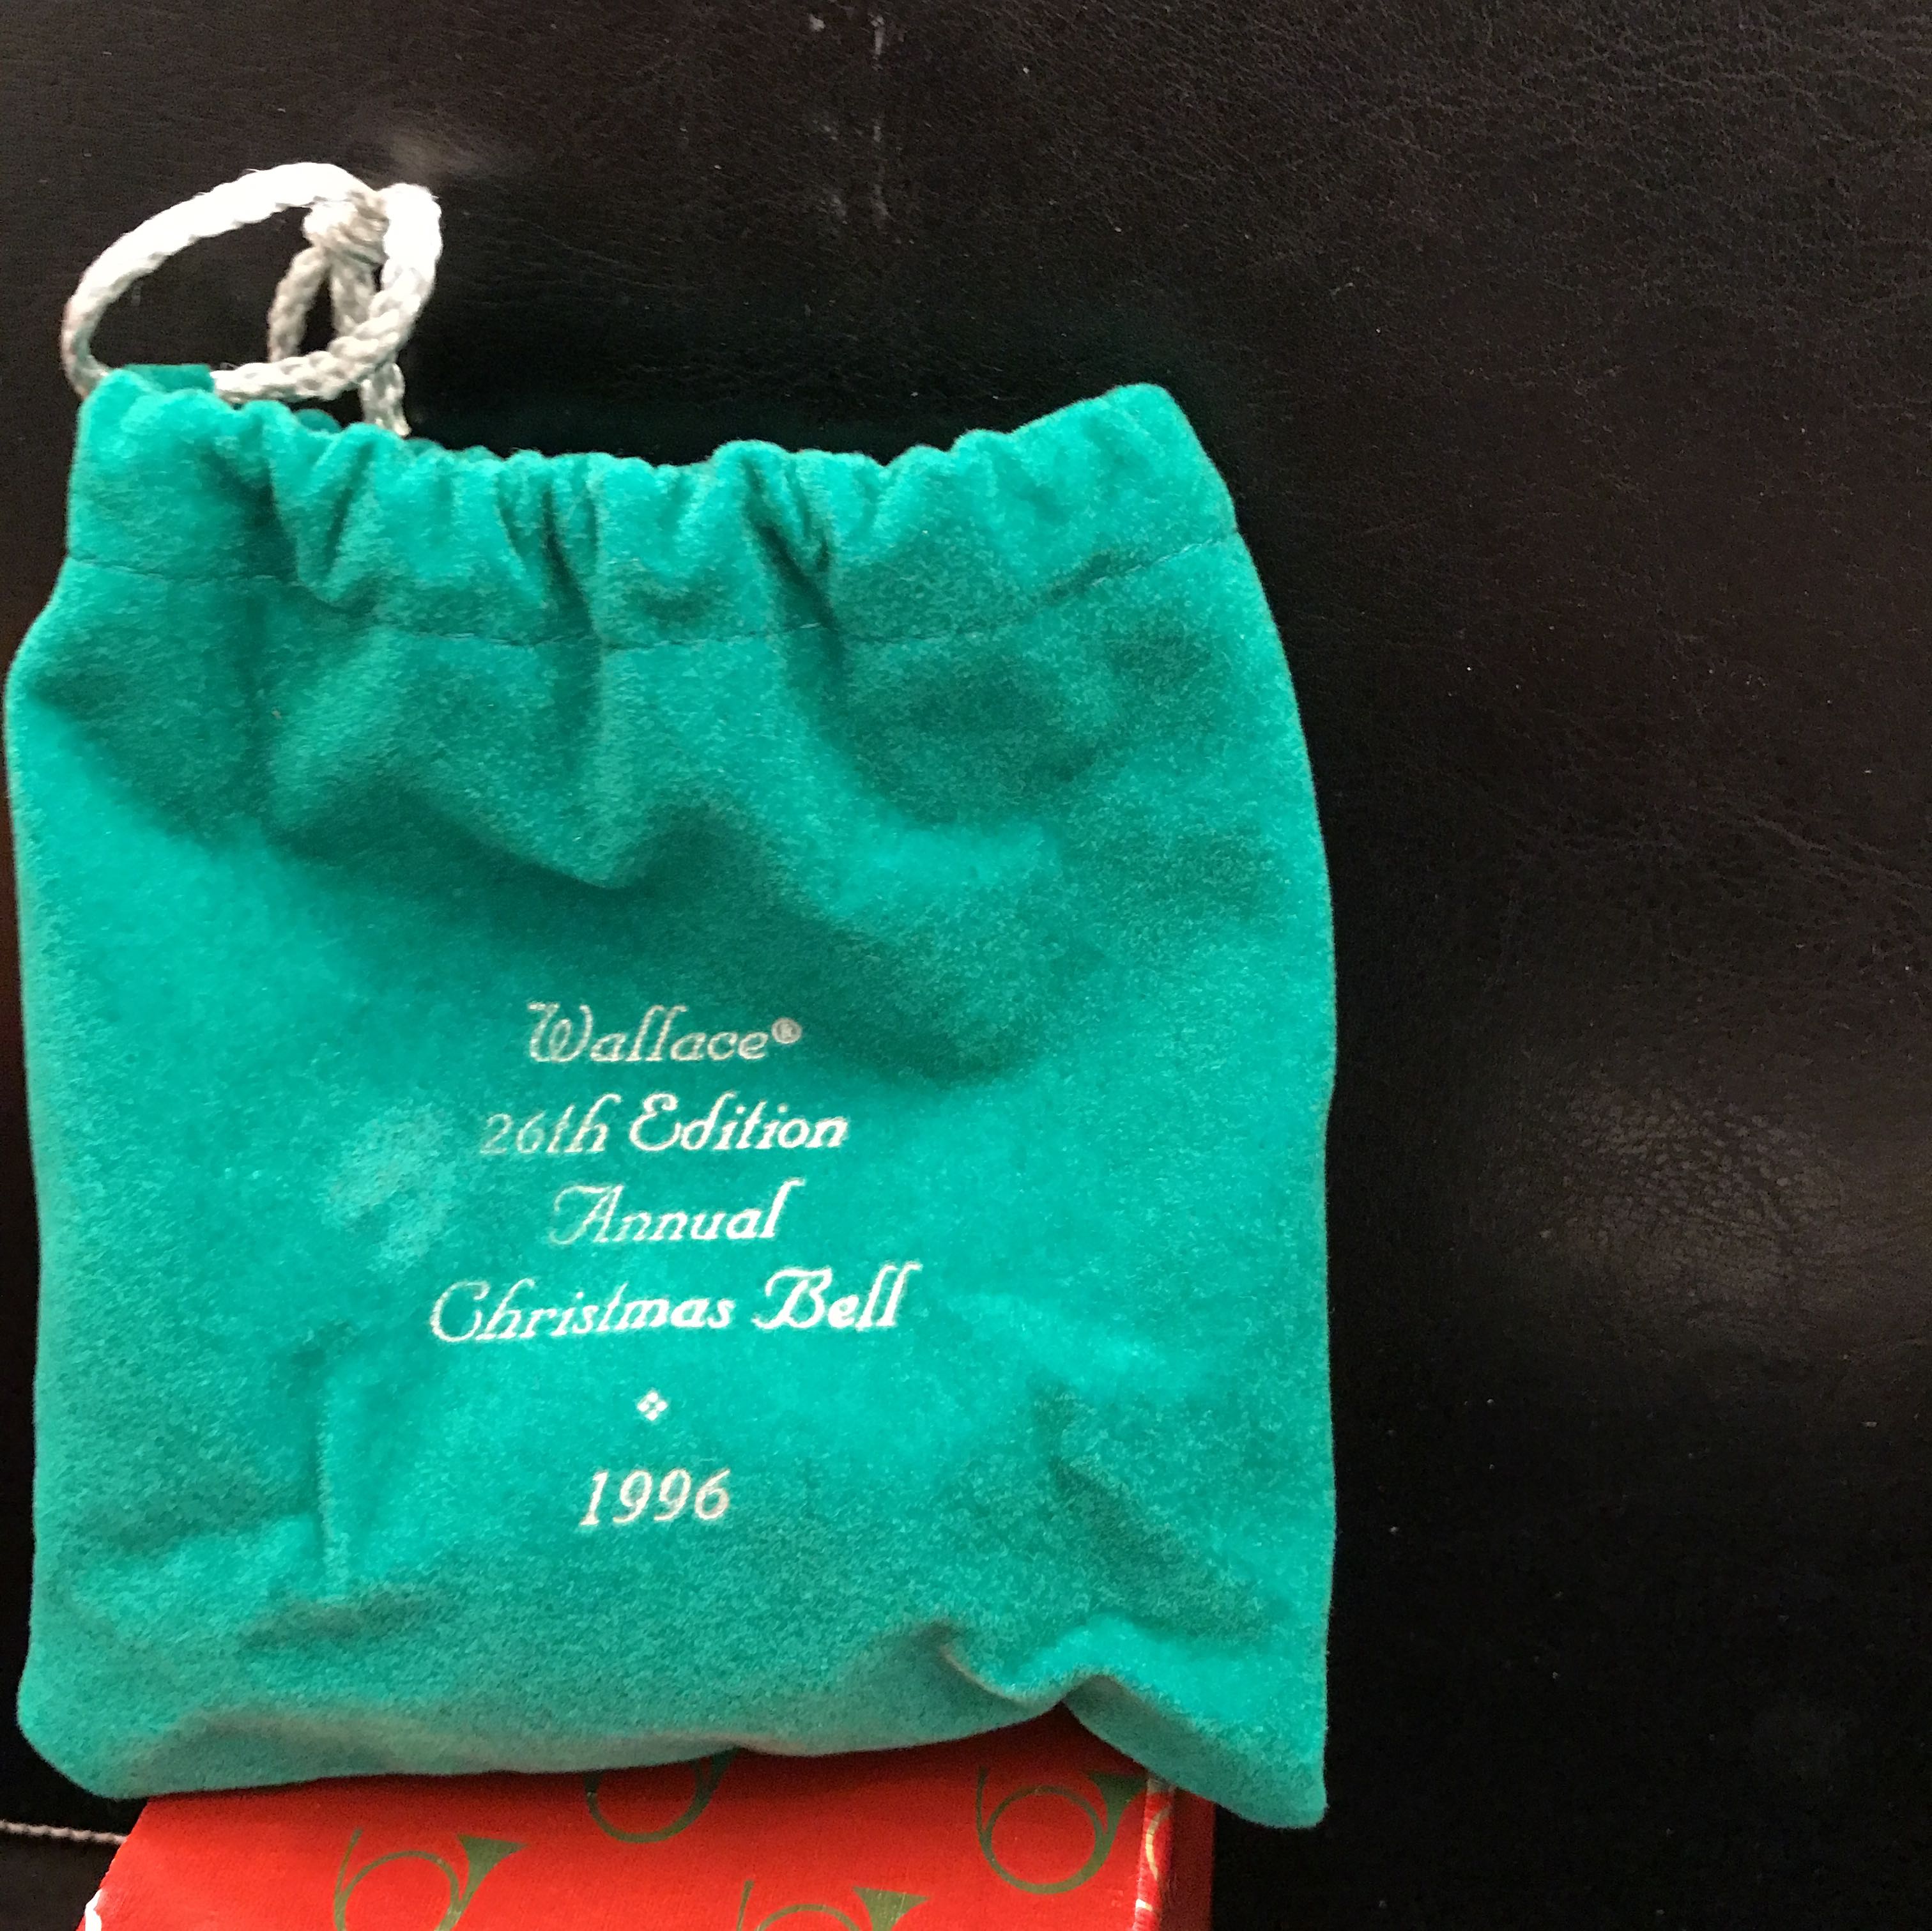 Wallace®
26th Edition
Annual
Christmas Bell
1996